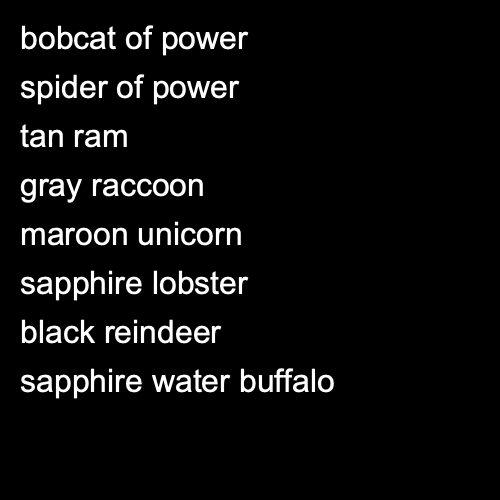 bobcat of power
spider of power
tan ram
gray raccoon
maroon unicorn
sapphire lobster
black reindeer
sapphire water buffalo